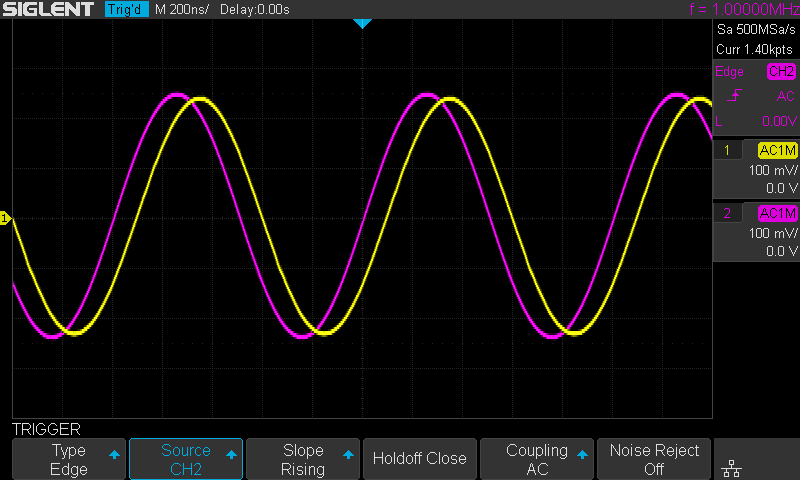 SIGLENT Trig'd M 200ns/ Delay:0.00s f = 1.00000MHz
Sa 500MSa/s
Curr 1.40kpts
Edge CH2
AC
L 0.00V
1 AC1M
100 mV/
0.0 V
2 AC1M
100 mV/
0.0 V
1
TRIGGER
Type
Edge
Source
CH2
Slope
Rising
Holdoff Close
Coupling
AC
Noise Reject
Off